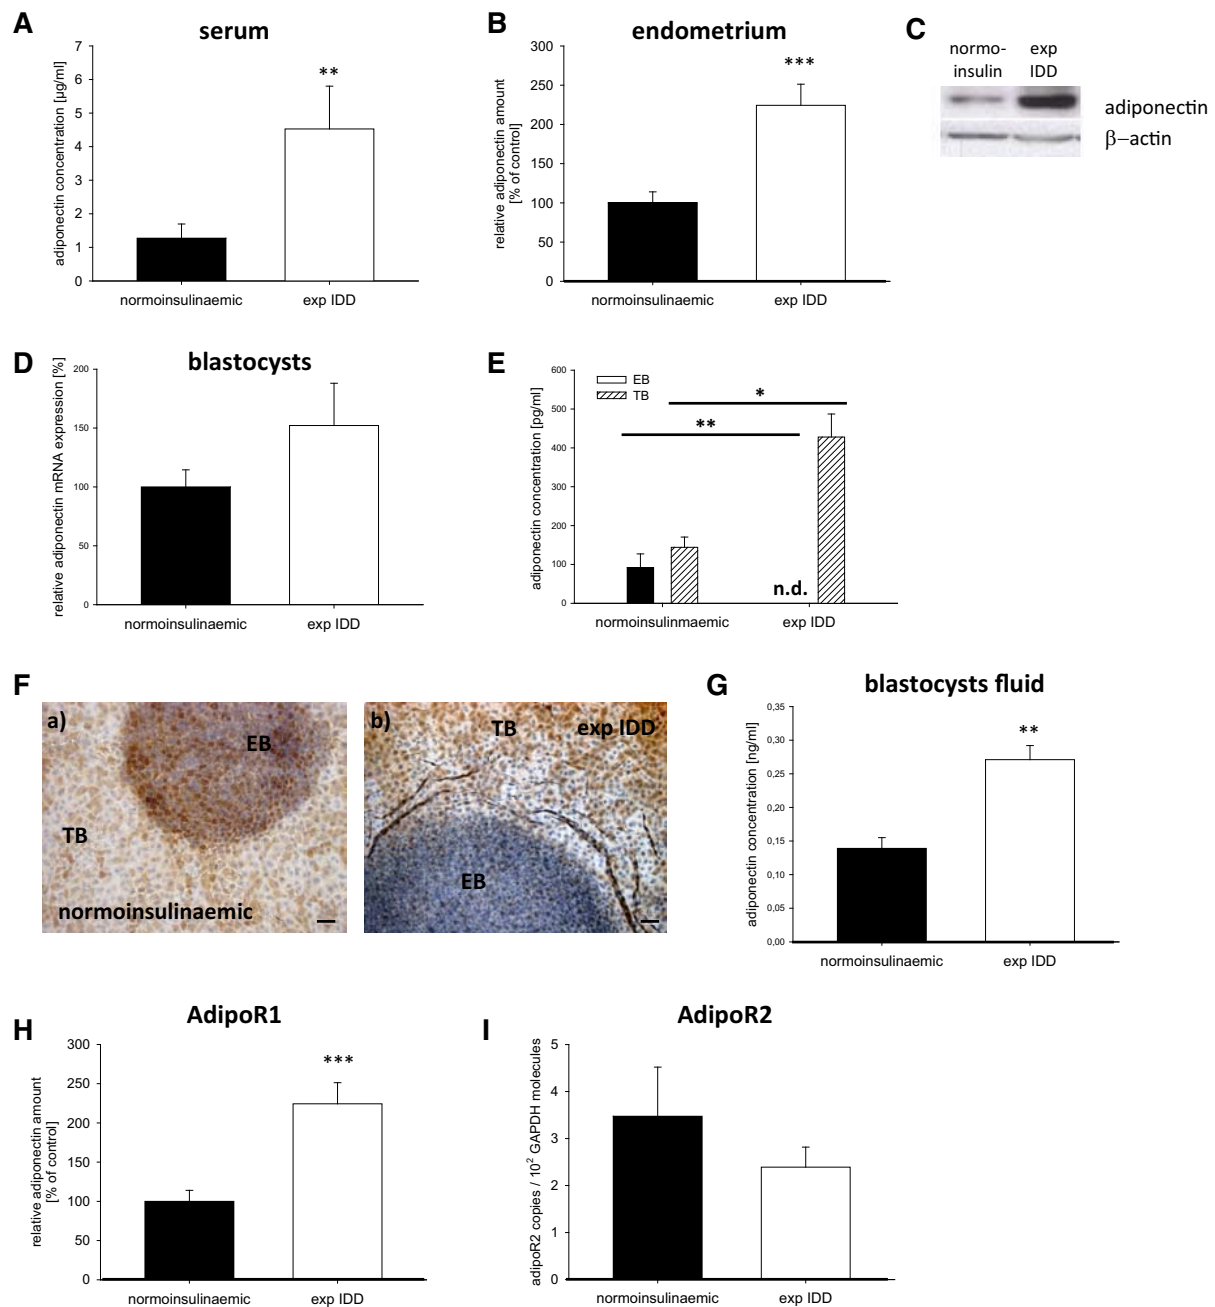 A
serum
adiponectin concentration [µg/ml]
7
6
5
4
3
2
1
0
**
normoinsulinaemic exp IDD
B
endometrium
relative adiponectin amount
[% of control]
300
250
200
150
100
50
0
***
normoinsulinaemic exp IDD
C
normo- exp
insulin IDD
adiponectin
β–actin
D
blastocysts
relative adiponectin mRNA expression [%]
200
150
100
50
0
normoinsulinaemic exp IDD
E
adiponectin concentration [pg/ml]
600
500
400
300
200
100
0
EB
TB
*
**
n.d.
normoinsulinmaemic exp IDD
F
a)
EB
TB
normoinsulinaemic
b)
TB exp IDD
EB
G
blastocysts fluid
adiponectin concentration [ng/ml]
0,35
0,30
0,25
0,20
0,15
0,10
0,05
0,00
**
normoinsulinaemic exp IDD
H
AdipoR1
relative adiponectin amount
[% of control]
300
250
200
150
100
50
0
***
normoinsulinaemic exp IDD
I
AdipoR2
adipoR2 copies / 10² GAPDH molecules
5
4
3
2
1
0
normoinsulinaemic exp IDD